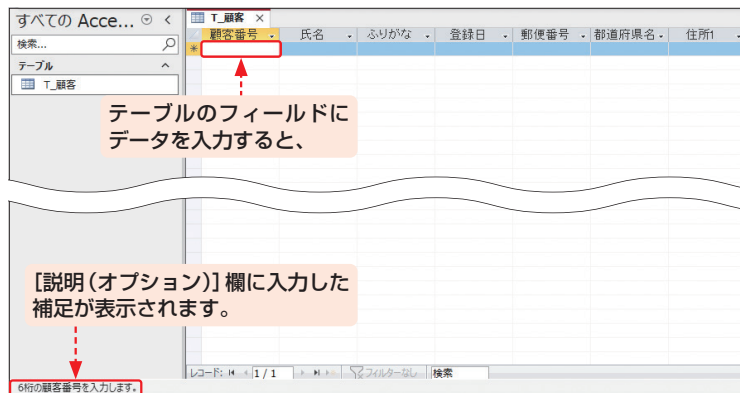 すべての Acce...
T_顧客
検索...
テーブル
T_顧客
顧客番号 氏名 ふりがな 登録日 郵便番号 都道府県名 住所1
テーブルのフィールドに
データを入力すると、
[説明(オプション)]欄に入力した
補足が表示されます。
レコード: 1 / 1 フィルターなし 検索
6桁の顧客番号を入力します。